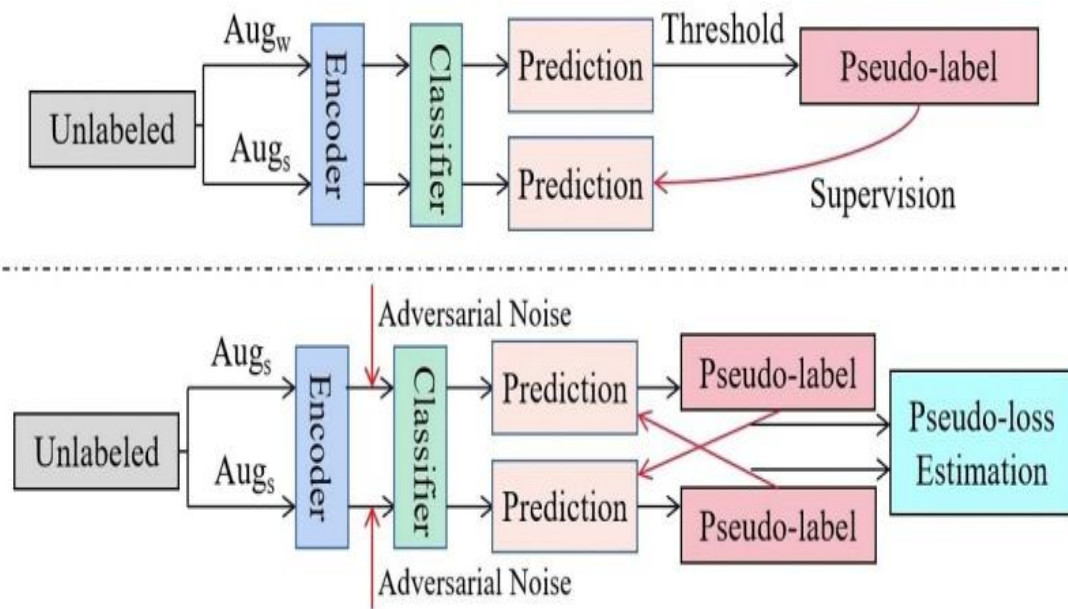 Aug_w
Threshold
Unlabeled
Encoder
Classifier
Prediction
Pseudo-label
Aug_s
Prediction
Supervision
Adversarial Noise
Aug_s
Unlabeled
Encoder
Classifier
Prediction
Pseudo-label
Pseudo-loss
Estimation
Aug_s
Prediction
Pseudo-label
Adversarial Noise